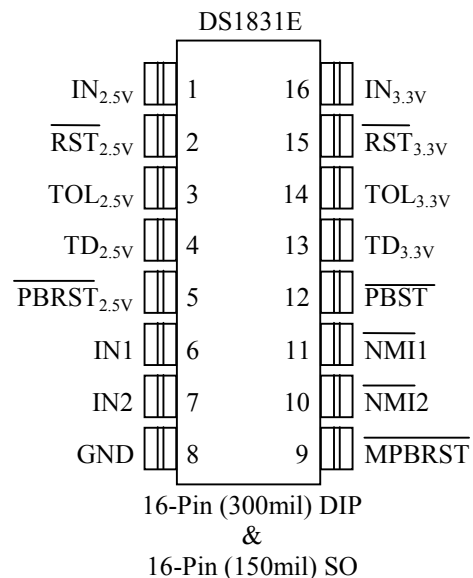 DS1831E
IN2.5V 1 16 IN3.3V
RST2.5V 2 15 RST3.3V
TOL2.5V 3 14 TOL3.3V
TD2.5V 4 13 TD3.3V
PBRST2.5V 5 12 PBST
IN1 6 11 NMI1
IN2 7 10 NMI2
GND 8 9 MPBRST
16-Pin (300mil) DIP
&
16-Pin (150mil) SO